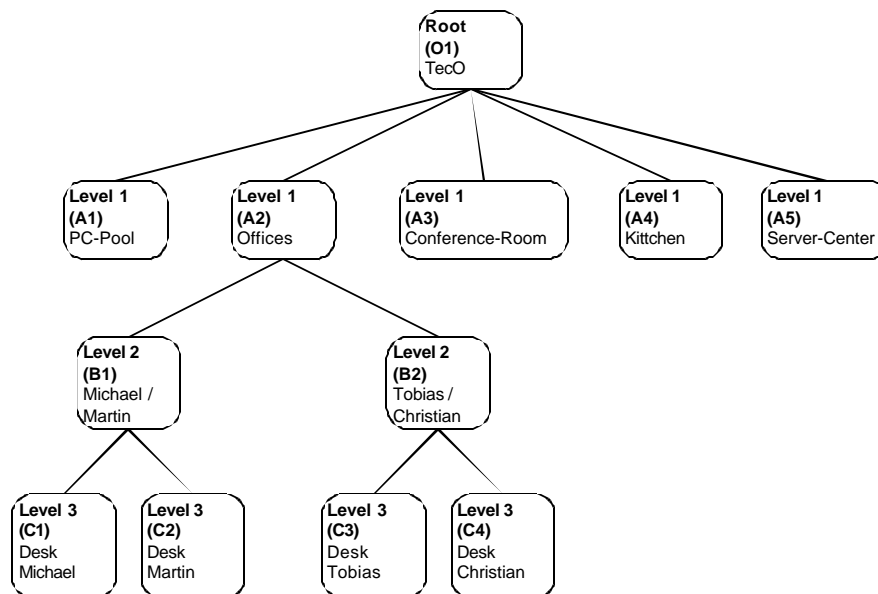 Root
(O1)
TecO
Level 1
(A1)
PC-Pool
Level 1
(A2)
Offices
Level 1
(A3)
Conference-Room
Level 1
(A4)
Kittchen
Level 1
(A5)
Server-Center
Level 2
(B1)
Michael /
Martin
Level 2
(B2)
Tobias /
Christian
Level 3
(C1)
Desk
Michael
Level 3
(C2)
Desk
Martin
Level 3
(C3)
Desk
Tobias
Level 3
(C4)
Desk
Christian